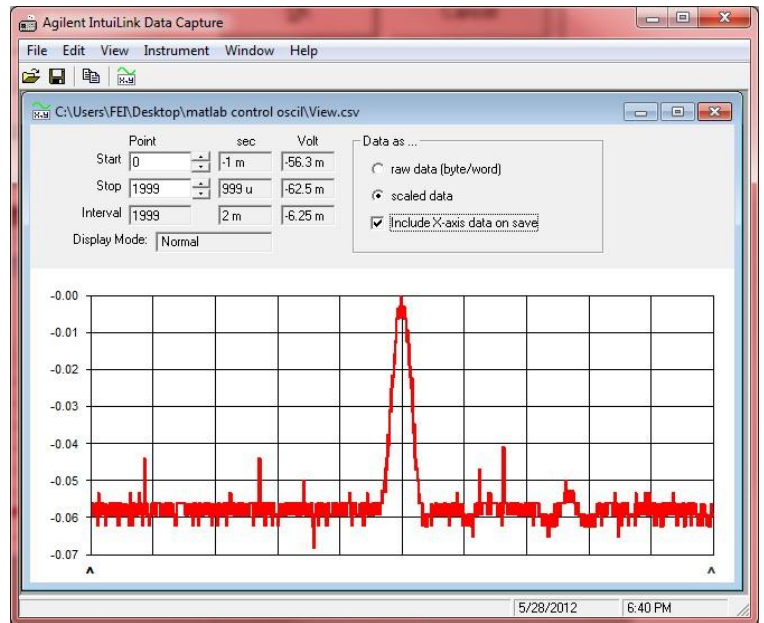 Agilent IntuiLink Data Capture
File Edit View Instrument Window Help
X,Y
X,Y C:\Users\FEI\Desktop\matlab control oscil\View.csv
Point sec Volt
Start 0 -1 m -56.3 m
Stop 1999 999 u -62.5 m
Interval 1999 2 m -6.25 m
Display Mode: Normal
Data as ...
raw data (byte/word)
scaled data
Include X-axis data on save
-0.00
-0.01
-0.02
-0.03
-0.04
-0.05
-0.06
-0.07
^ ^
5/28/2012 6:40 PM